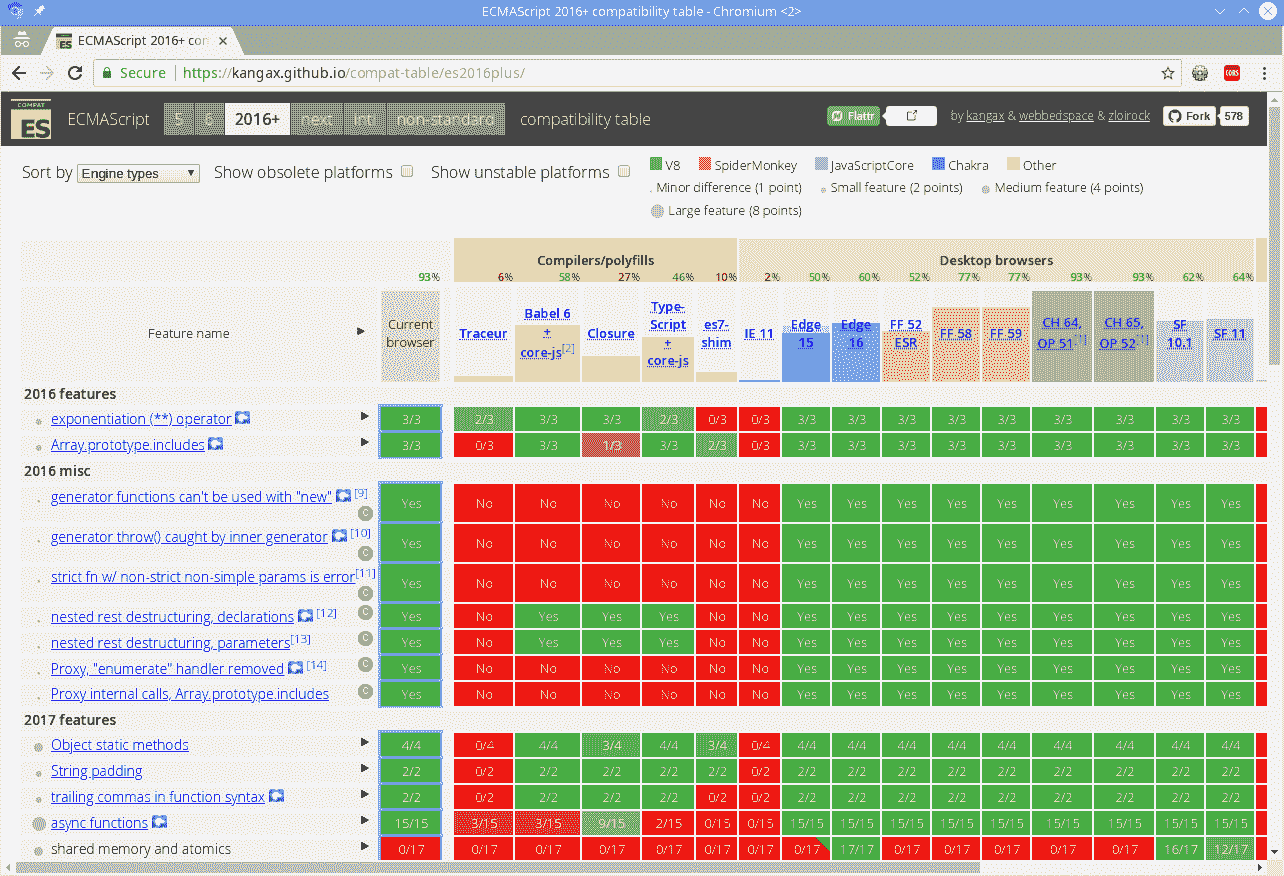 ECMAScript 2016+ compatibility table - Chromium <2>
ECMAScript 2016+ con
Secure https://kangax.github.io/compat-table/es2016plus/
CORS
COMPAT ES ECMAScript 6 2016+ next intl non-standard compatibility table Flattr by kangax & webbedspace & zloirock Fork 578
Sort by Engine types Show obsolete platforms Show unstable platforms
V8 SpiderMonkey JavaScriptCore Chakra Other
Minor difference (1 point) Small feature (2 points) Medium feature (4 points)
Large feature (8 points)
Compilers/polyfills Desktop browsers
93% 6% 58% 27% 46% 10% 2% 50% 60% 52% 77% 77% 93% 93% 62% 64%
Feature name Current browser Traceur Babel 6 + core-js[2] Closure Type-Script + core-js es7-shim IE 11 Edge 15 Edge 16 FF 52 ESR FF 58 FF 59 CH 64, OP 51[1] CH 65, OP 52[1] SF 10.1 SF 11
2016 features
exponentiation (**) operator 3/3 2/3 3/3 3/3 2/3 0/3 0/3 3/3 3/3 3/3 3/3 3/3 3/3 3/3 3/3 3/3
Array.prototype.includes 3/3 0/3 3/3 1/3 3/3 2/3 0/3 3/3 3/3 3/3 3/3 3/3 3/3 3/3 3/3 3/3
2016 misc
generator functions can't be used with "new" [9] c Yes No No No No No No Yes Yes Yes Yes Yes Yes Yes Yes Yes
generator throw() caught by inner generator [10] c Yes No No No No No No Yes Yes Yes Yes Yes Yes Yes Yes Yes
strict fn w/ non-strict non-simple params is error[11] c Yes No No No No No No Yes Yes Yes Yes Yes Yes Yes Yes Yes
nested rest destructuring, declarations [12] c Yes No Yes Yes Yes No No Yes Yes Yes Yes Yes Yes Yes Yes Yes
nested rest destructuring, parameters[13] c Yes No Yes Yes Yes No No Yes Yes Yes Yes Yes Yes Yes Yes Yes
Proxy, "enumerate" handler removed [14] c Yes No No No No No No Yes Yes Yes Yes Yes Yes Yes Yes Yes
Proxy internal calls, Array.prototype.includes c Yes No No No No No No Yes Yes Yes Yes Yes Yes Yes Yes Yes
2017 features
Object static methods 4/4 0/4 4/4 3/4 4/4 3/4 0/4 4/4 4/4 4/4 4/4 4/4 4/4 4/4 4/4 4/4
String padding 2/2 0/2 2/2 2/2 2/2 2/2 0/2 2/2 2/2 2/2 2/2 2/2 2/2 2/2 2/2 2/2
trailing commas in function syntax 2/2 0/2 2/2 2/2 2/2 0/2 0/2 2/2 2/2 2/2 2/2 2/2 2/2 2/2 2/2 2/2
async functions 15/15 3/15 3/15 9/15 2/15 0/15 0/15 15/15 15/15 15/15 15/15 15/15 15/15 15/15 15/15 15/15
shared memory and atomics 0/17 0/17 0/17 0/17 0/17 0/17 0/17 0/17 17/17 0/17 0/17 0/17 0/17 0/17 16/17 12/17